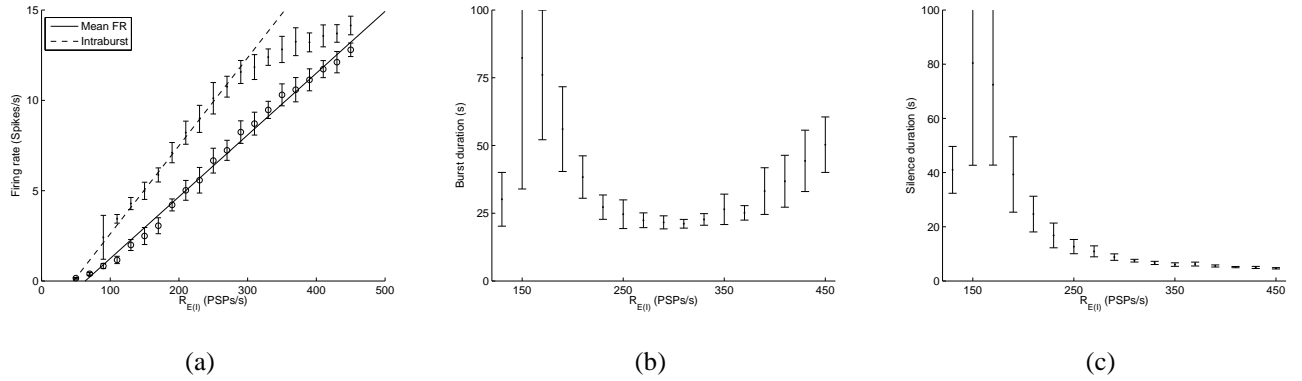 15
10
5
0
Firing rate (Spikes/s)
Mean FR
Intraburst
0 100 200 300 400 500
R_E(I) (PSPs/s)
(a)
100
75
50
25
0
Burst duration (s)
150 250 350 450
R_E(I) (PSPs/s)
(b)
100
80
60
40
20
0
Silence duration (s)
150 250 350 450
R_E(I) (PSPs/s)
(c)